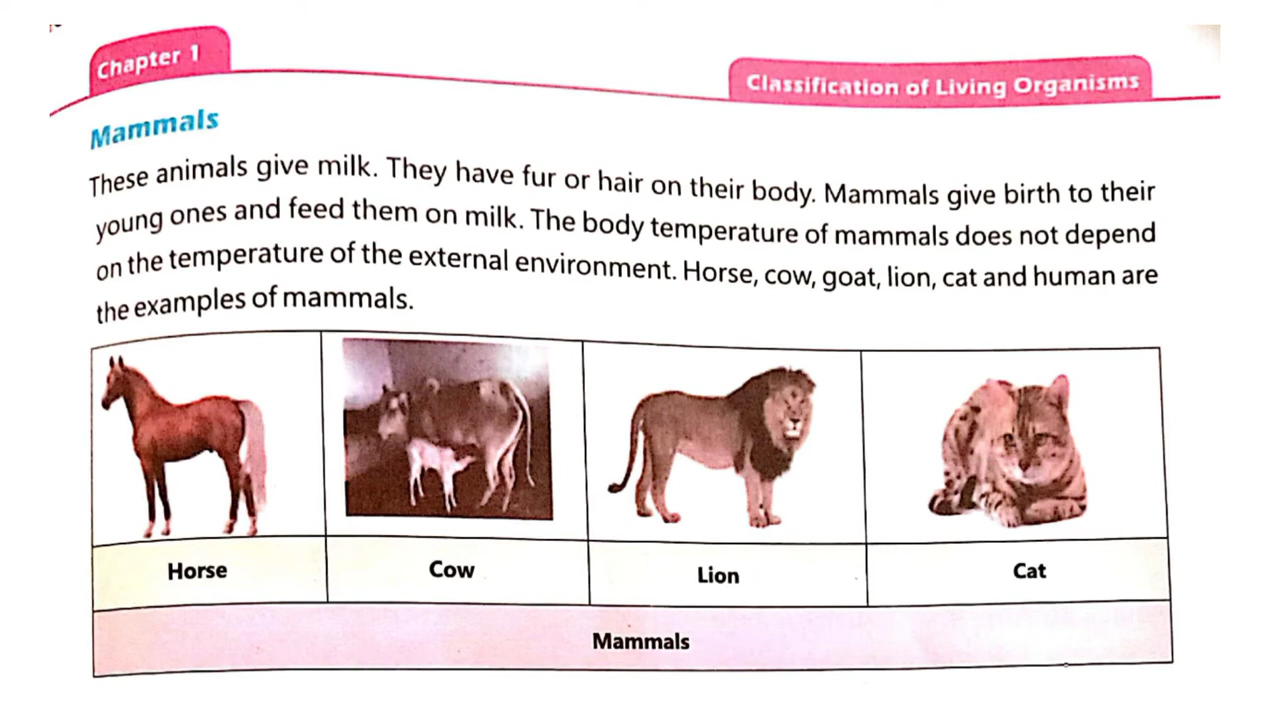 Chapter 1
Classification of Living Organisms
Mammals
These animals give milk. They have fur or hair on their body. Mammals give birth to their
young ones and feed them on milk. The body temperature of mammals does not depend
on the temperature of the external environment. Horse, cow, goat, lion, cat and human are
the examples of mammals.
Horse
Cow
Lion
Cat
Mammals